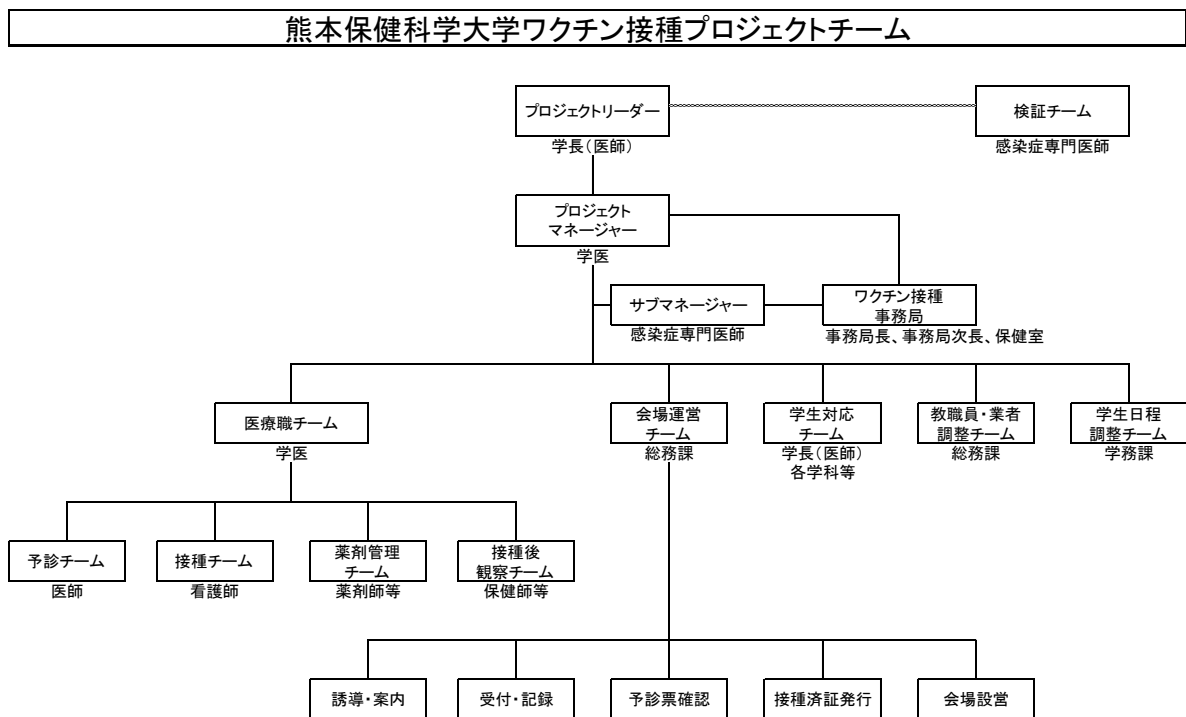 熊本保健科学大学ワクチン接種プロジェクトチーム
プロジェクトリーダー
学長（医師）
検証チーム
感染症専門医師
プロジェクト
マネージャー
学医
サブマネージャー
感染症専門医師
ワクチン接種
事務局
事務局長、事務局次長、保健室
医療職チーム
学医
会場運営
チーム
総務課
学生対応
チーム
学長（医師）
各学科等
教職員・業者
調整チーム
総務課
学生日程
調整チーム
学務課
予診チーム
医師
接種チーム
看護師
薬剤管理
チーム
薬剤師等
接種後
観察チーム
保健師等
誘導・案内
受付・記録
予診票確認
接種済証発行
会場設営